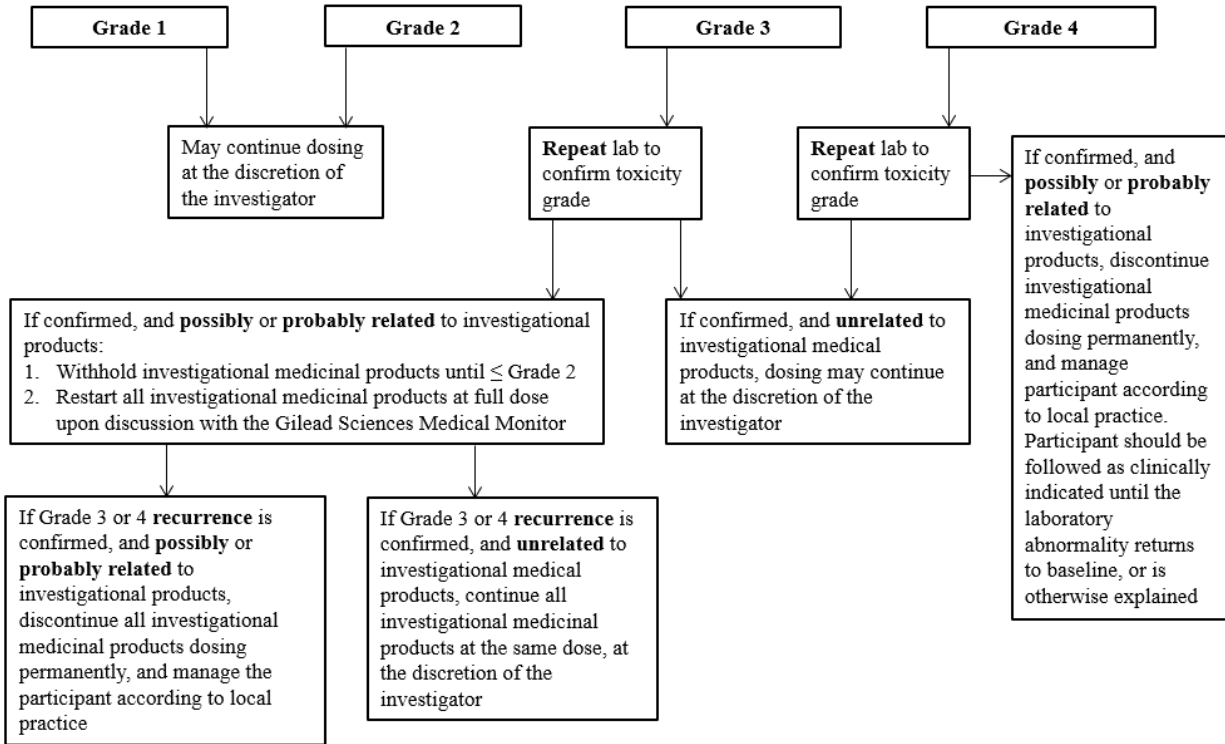 Grade 1
Grade 2
Grade 3
Grade 4
May continue dosing
at the discretion of
the investigator
Repeat lab to
confirm toxicity
grade
Repeat lab to
confirm toxicity
grade
If confirmed, and
possibly or probably
related to
investigational
products, discontinue
investigational
medicinal products
dosing permanently,
and manage
participant according
to local practice.
Participant should be
followed as clinically
indicated until the
laboratory
abnormality returns
to baseline, or is
otherwise explained
If confirmed, and possibly or probably related to investigational
products:
1. Withhold investigational medicinal products until ≤ Grade 2
2. Restart all investigational medicinal products at full dose
upon discussion with the Gilead Sciences Medical Monitor
If confirmed, and unrelated to
investigational medical
products, dosing may continue
at the discretion of the
investigator
If Grade 3 or 4 recurrence is
confirmed, and possibly or
probably related to
investigational products,
discontinue all investigational
medicinal products dosing
permanently, and manage the
participant according to local
practice
If Grade 3 or 4 recurrence is
confirmed, and unrelated to
investigational medical
products, continue all
investigational medicinal
products at the same dose, at
the discretion of the
investigator